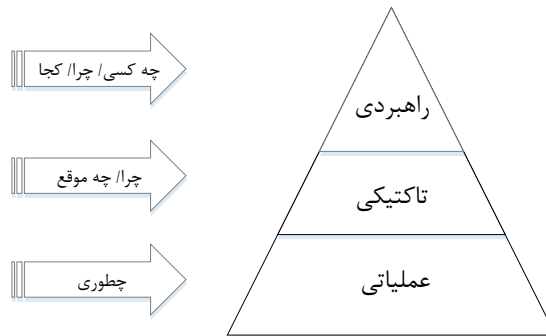 چه کسی/ چرا/ کجا
راهبردی
چرا/ چه موقع
تاکتیکی
چطوری
عملیاتی